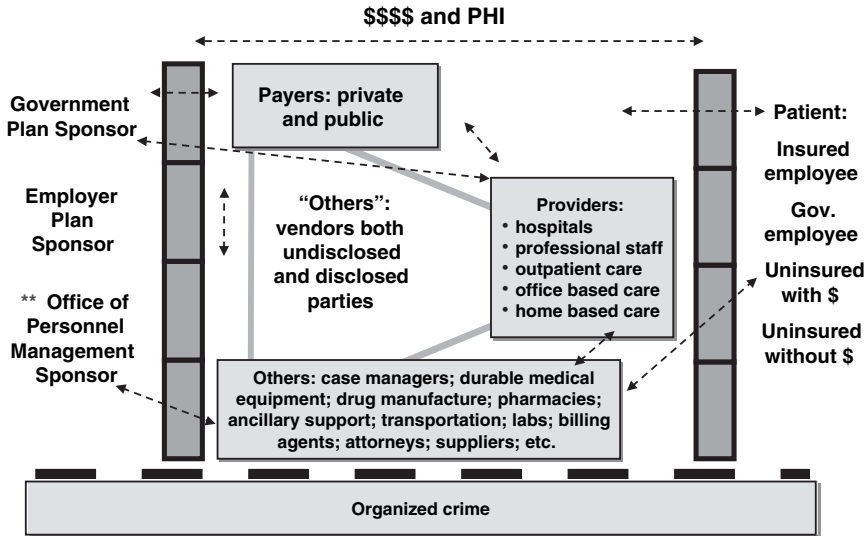 $$$$ and PHI
Government
Plan Sponsor
Employer
Plan
Sponsor
** Office of
Personnel
Management
Sponsor
Payers: private
and public
“Others”:
vendors both
undisclosed
and disclosed
parties
Providers:
• hospitals
• professional staff
• outpatient care
• office based care
• home based care
Others: case managers; durable medical
equipment; drug manufacture; pharmacies;
ancillary support; transportation; labs; billing
agents; attorneys; suppliers; etc.
Patient:
Insured
employee
Gov.
employee
Uninsured
with $
Uninsured
without $
Organized crime